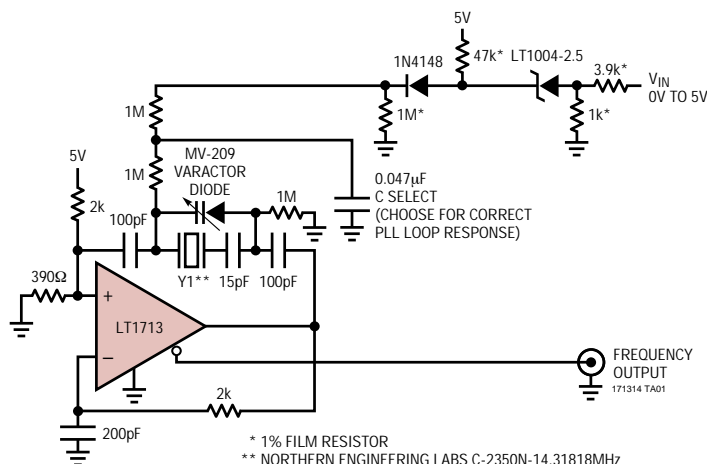 5V
1N4148
47k*
LT1004-2.5
3.9k*
VIN
0V TO 5V
1M
1M*
1k*
5V
1M
MV-209
VARACTOR
DIODE
1M
0.047µF
C SELECT
(CHOOSE FOR CORRECT
PLL LOOP RESPONSE)
2k
100pF
Y1**
15pF
100pF
390Ω
+
LT1713
−
FREQUENCY
OUTPUT
171314 TA01
2k
200pF
* 1% FILM RESISTOR
** NORTHERN ENGINEERING LABS C-2350N-14.31818MHz